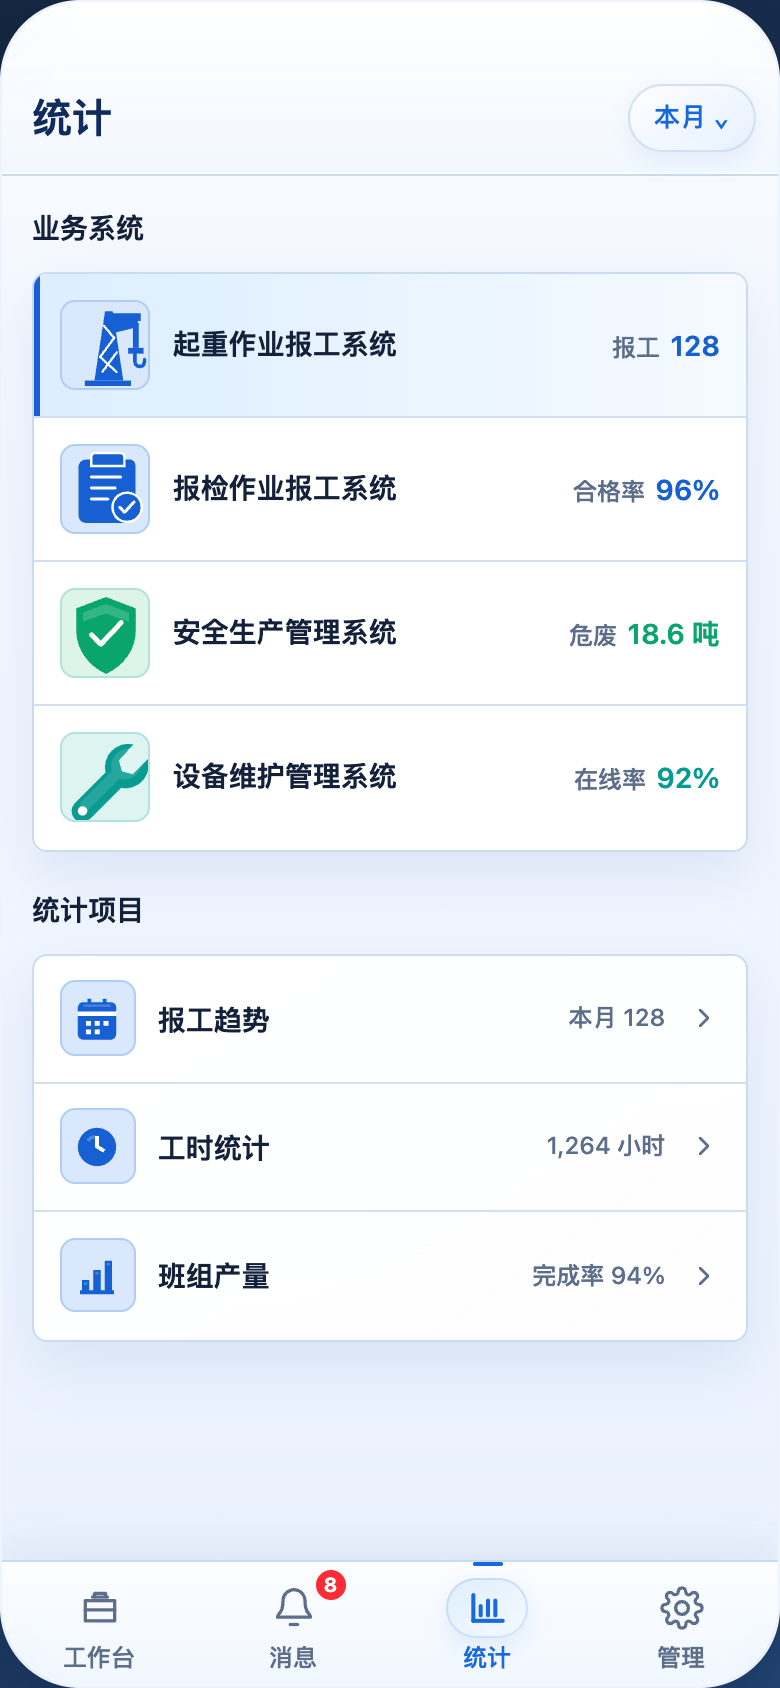 统计
本月
业务系统
起重作业报工系统 报工 128
报检作业报工系统 合格率 96%
安全生产管理系统 危废 18.6 吨
设备维护管理系统 在线率 92%
统计项目
报工趋势 本月 128
工时统计 1,264 小时
班组产量 完成率 94%
8
工作台 消息 统计 管理